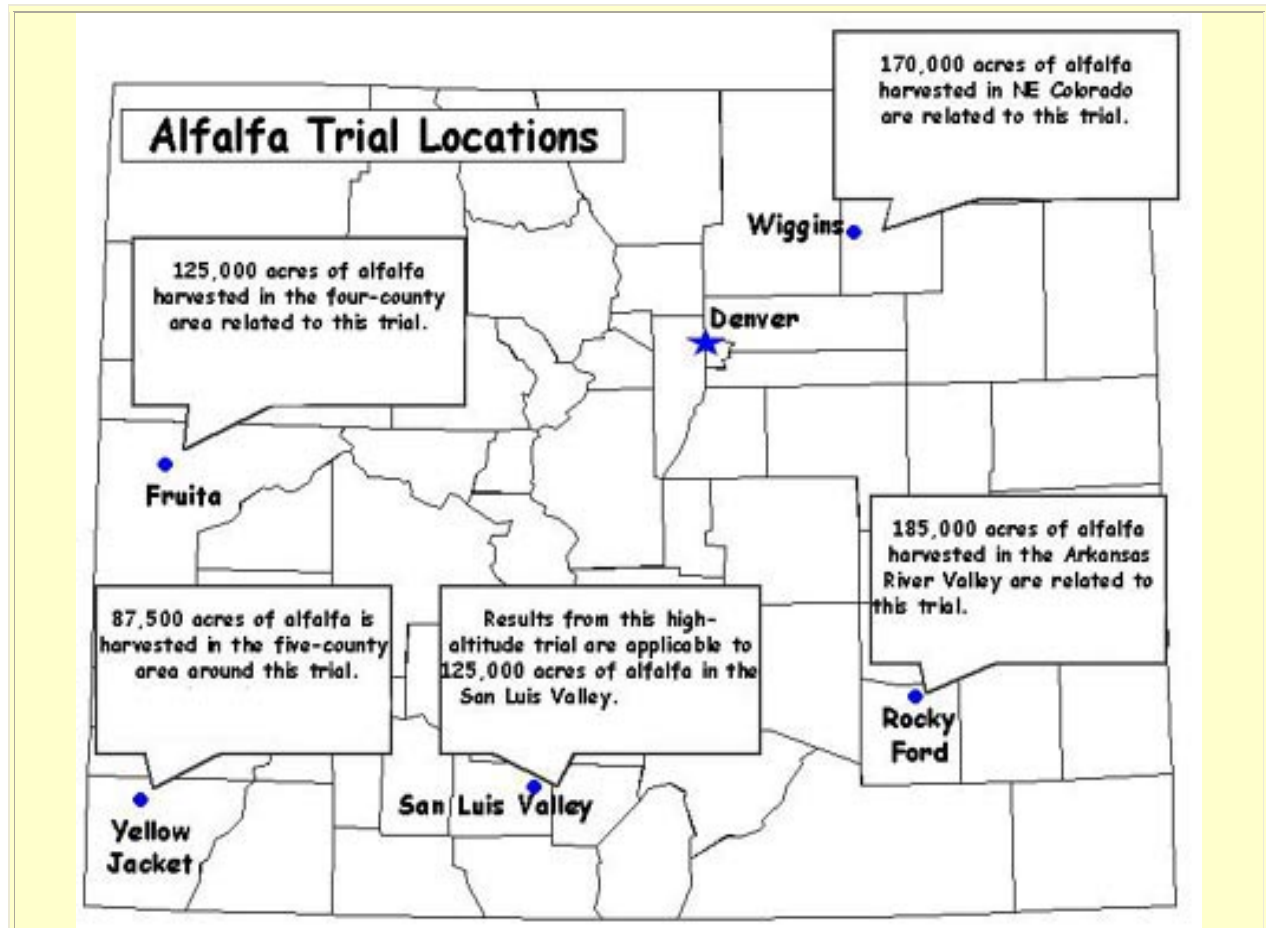 Alfalfa Trial Locations
170,000 acres of alfalfa
harvested in NE Colorado
are related to this trial.
Wiggins
125,000 acres of alfalfa
harvested in the four-county
area related to this trial.
Denver
Fruita
185,000 acres of alfalfa
harvested in the Arkansas
River Valley are related to
this trial.
87,500 acres of alfalfa is
harvested in the five-county
area around this trial.
Results from this high-
altitude trial are applicable to
125,000 acres of alfalfa in the
San Luis Valley.
Rocky
Ford
San Luis Valley
Yellow
Jacket